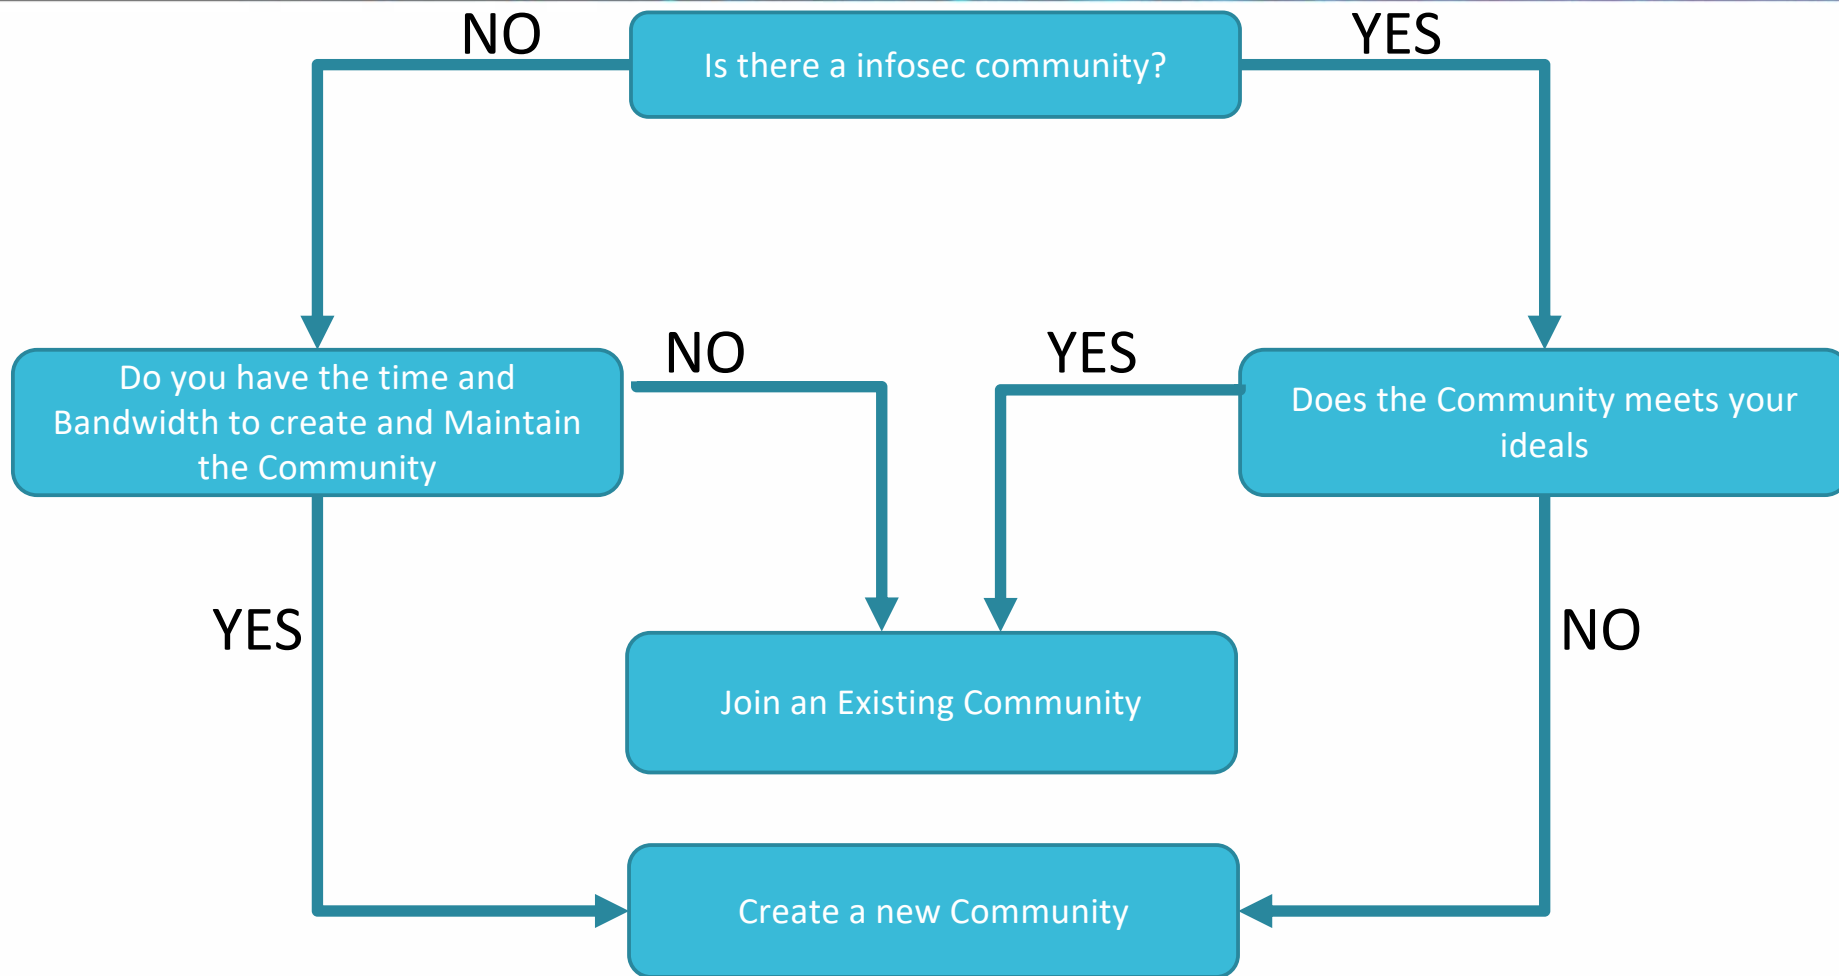 NO
Is there a infosec community?
YES
Do you have the time and
Bandwidth to create and Maintain
the Community
NO
YES
Does the Community meets your
ideals
YES
NO
Join an Existing Community
Create a new Community